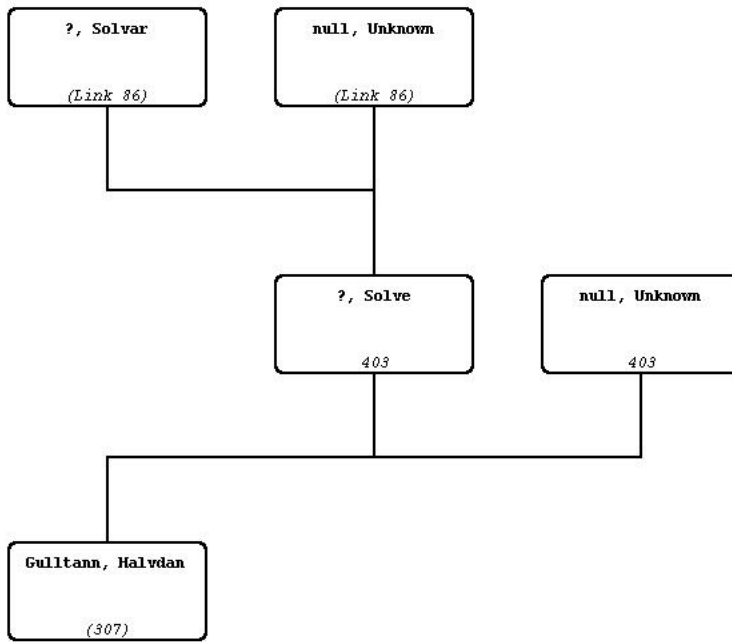 ?, Solvar
null, Unknown
(Link 86)
(Link 86)
?, Solve
null, Unknown
403
403
Gulltann, Halvdan
(307)